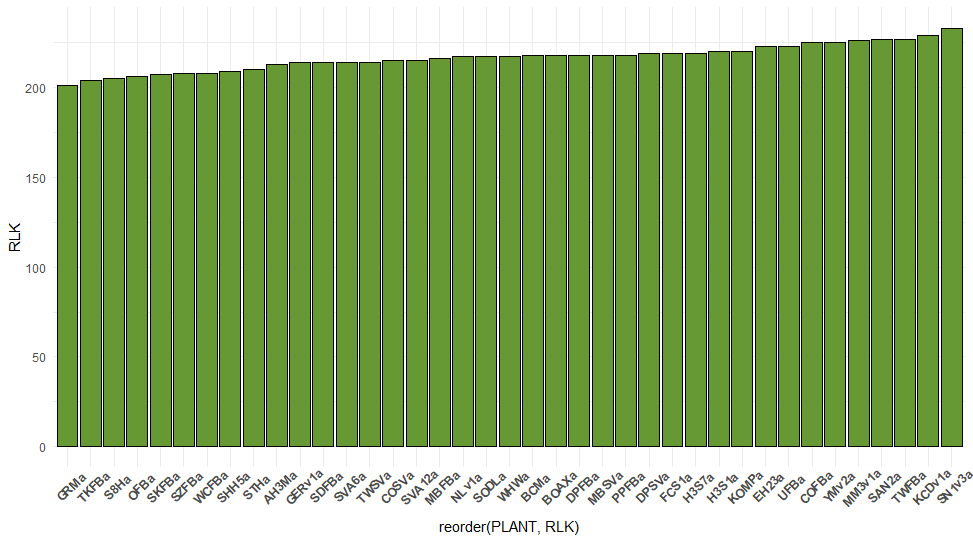 RLK
200
150
100
50
0
GRMa
TKFBa
S8Ha
OFBa
SKFBa
SZFBa
WCFBa
SHH5a
STHa
AH3Ma
GERv1a
SDFBa
SVA6a
TWSVa
COSVa
SVA12a
MBFBa
NLv1a
SODLa
WHWa
BCMa
BOAXa
DPFBa
MBSVa
PPFBa
DPSVa
FCS1a
H3S7a
H3S1a
KOMPa
EH23a
UFBa
COFBa
YMv2a
MM3v1a
SAN2a
TWFBa
KCDv1a
SN1v3a
reorder(PLANT, RLK)